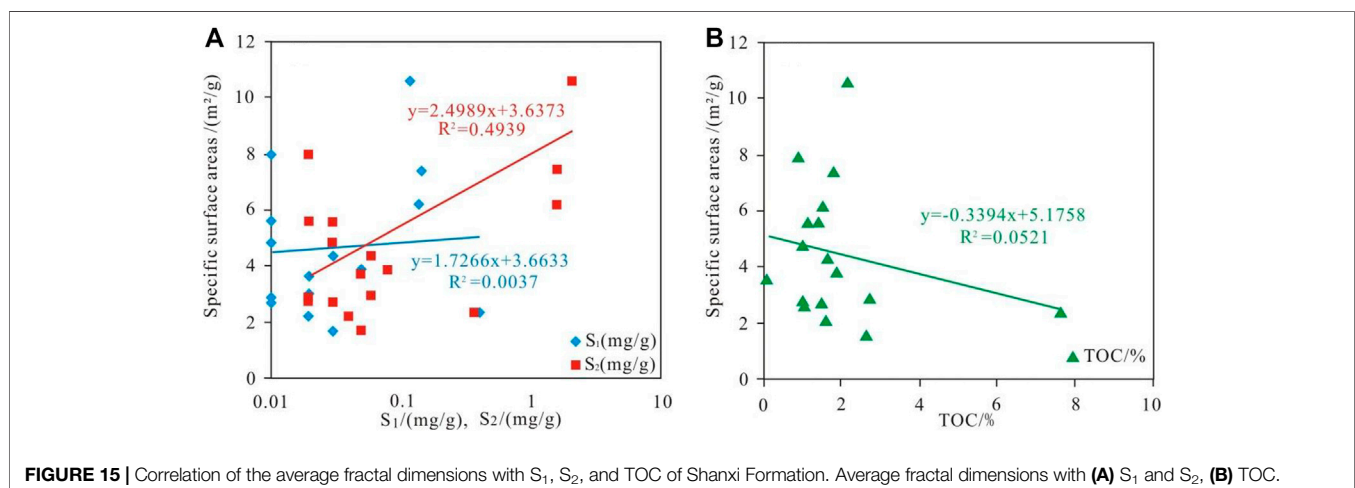 A
12
10
8
6
4
2
0
Specific surface areas /(m²/g)
y=2.4989x+3.6373
R²=0.4939
y=1.7266x+3.6633
R²=0.0037
S₁(mg/g)
S₂(mg/g)
0.01
0.1
1
10
S₁/(mg/g), S₂/(mg/g)
B
12
10
8
6
4
2
0
Specific surface areas /(m²/g)
y=-0.3394x+5.1758
R²=0.0521
TOC/%
0
2
4
6
8
10
TOC/%
FIGURE 15 | Correlation of the average fractal dimensions with S₁, S₂, and TOC of Shanxi Formation. Average fractal dimensions with (A) S₁ and S₂, (B) TOC.